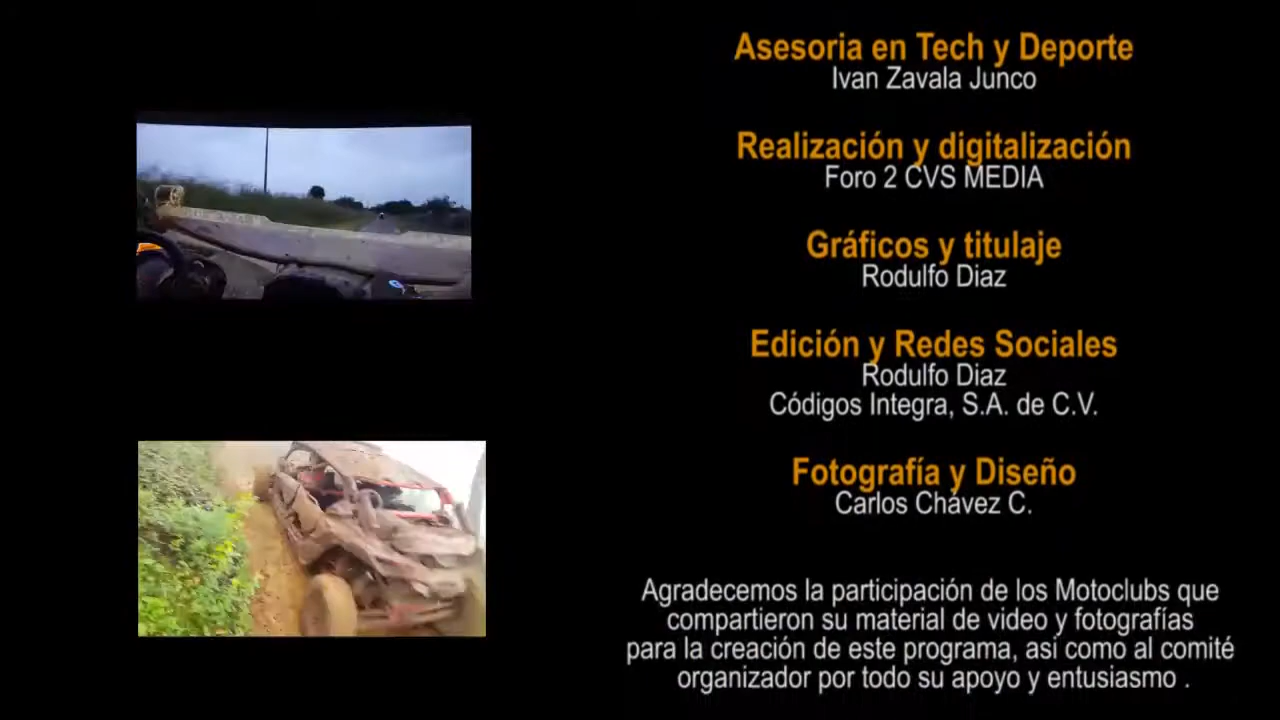 Asesoria en Tech y Deporte
Ivan Zavala Junco
Realización y digitalización
Foro 2 CVS MEDIA
Gráficos y titulaje
Rodulfo Diaz
Edición y Redes Sociales
Rodulfo Diaz
Códigos Integra, S.A. de C.V.
Fotografía y Diseño
Carlos Chávez C.
Agradecemos la participación de los Motoclubs que
compartieron su material de video y fotografías
para la creación de este programa, asi como al comité
organizador por todo su apoyo y entusiasmo .